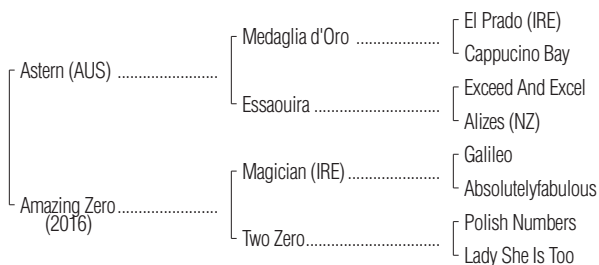 El Prado (IRE)
Medaglia d'Oro ....................
Cappucino Bay
Astern (AUS) ........................
Exceed And Excel
Essaouira ..............................
Alizes (NZ)
Galileo
Magician (IRE) ......................
Absolutelyfabulous
Amazing Zero ........................
(2016)
Polish Numbers
Two Zero................................
Lady She Is Too